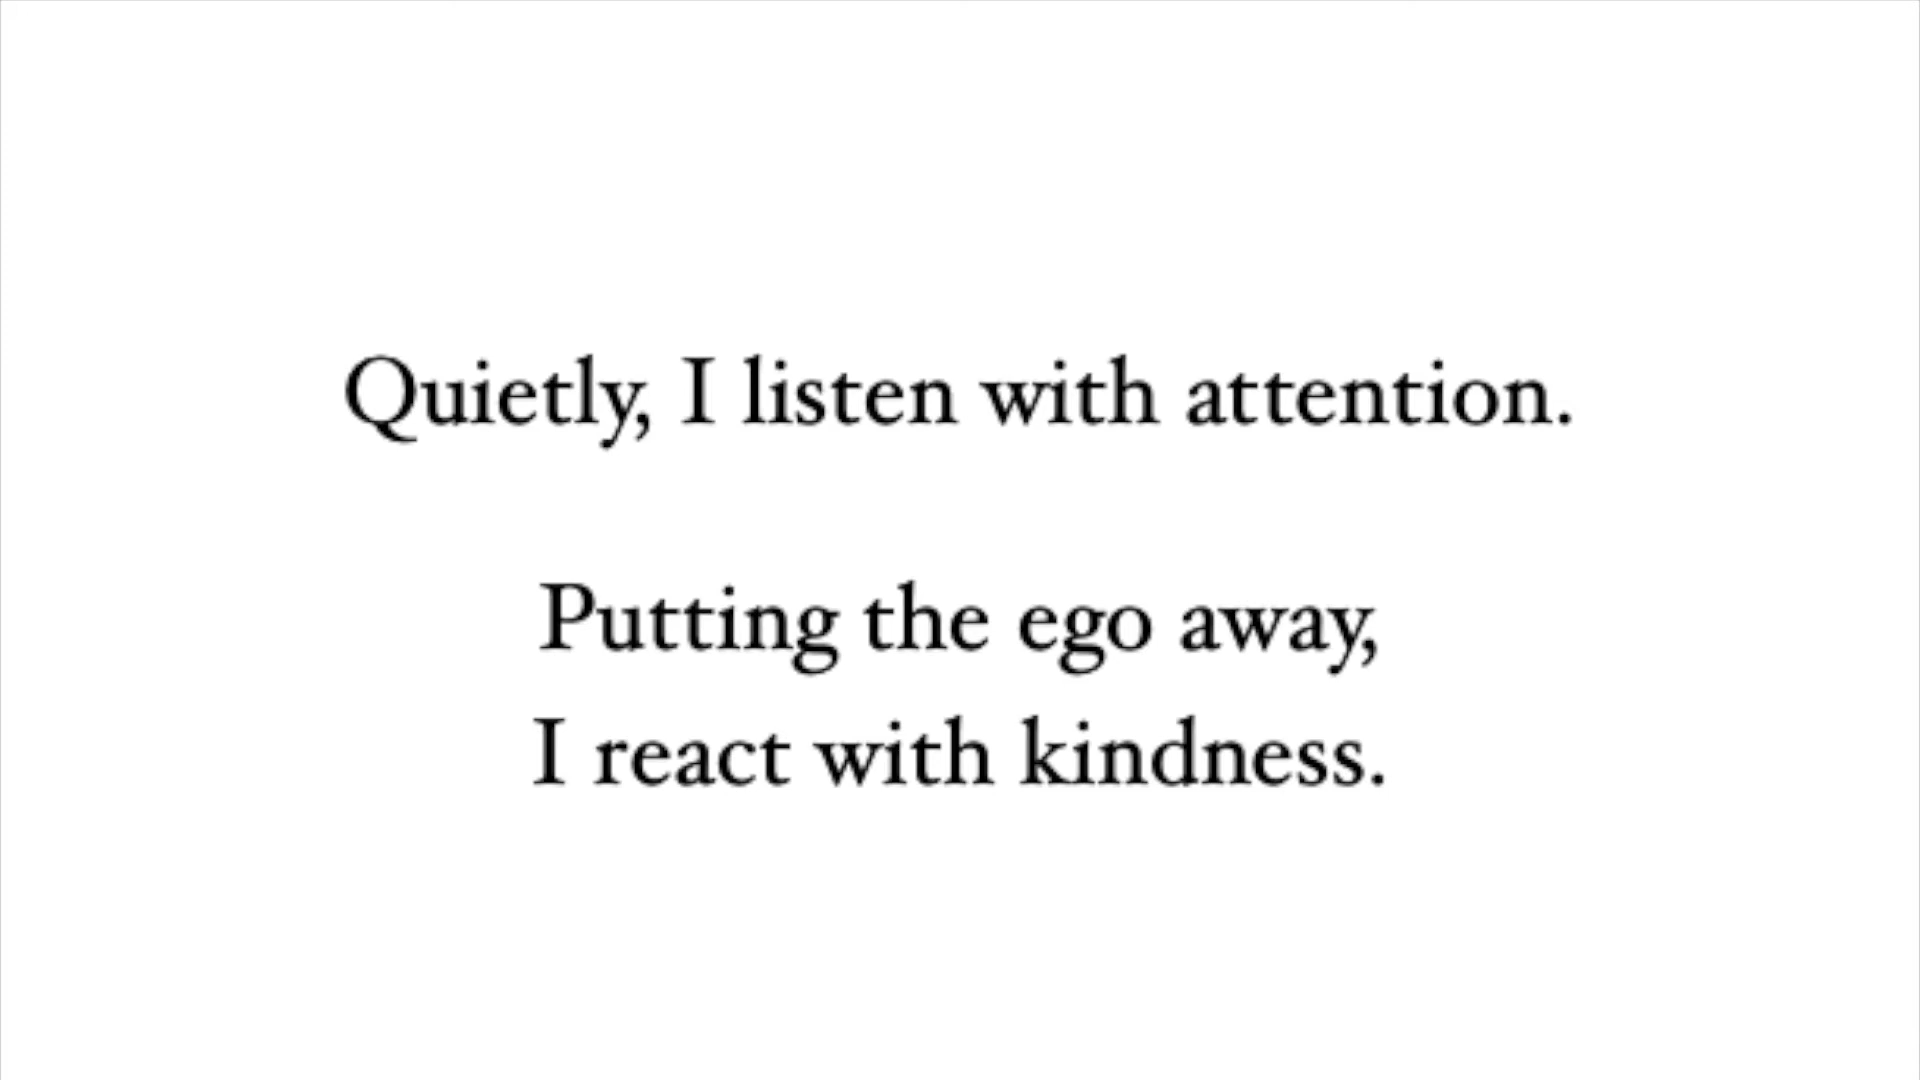 Quietly, I listen with attention.
Putting the ego away,
I react with kindness.